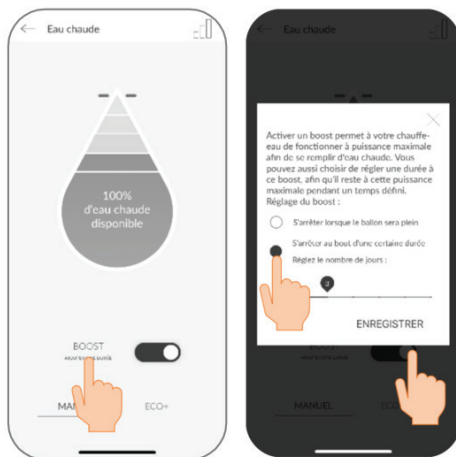 ← Eau chaude
100%
d'eau chaude
disponible
BOOST
ECO+
← Eau chaude
Activer un boost permet à votre chauffe-
eau de fonctionner à puissance maximale
afin de se remplir d'eau chaude. Vous
pouvez aussi choisir de régler une durée à
ce boost, afin qu'il reste à cette puissance
maximale pendant un temps défini.
Réglage du boost :
S'arrêter lorsque le ballon sera plein
S'arrêter au bout d'une certaine durée
Réglez le nombre de jours :
3
ENREGISTRER
MANUEL